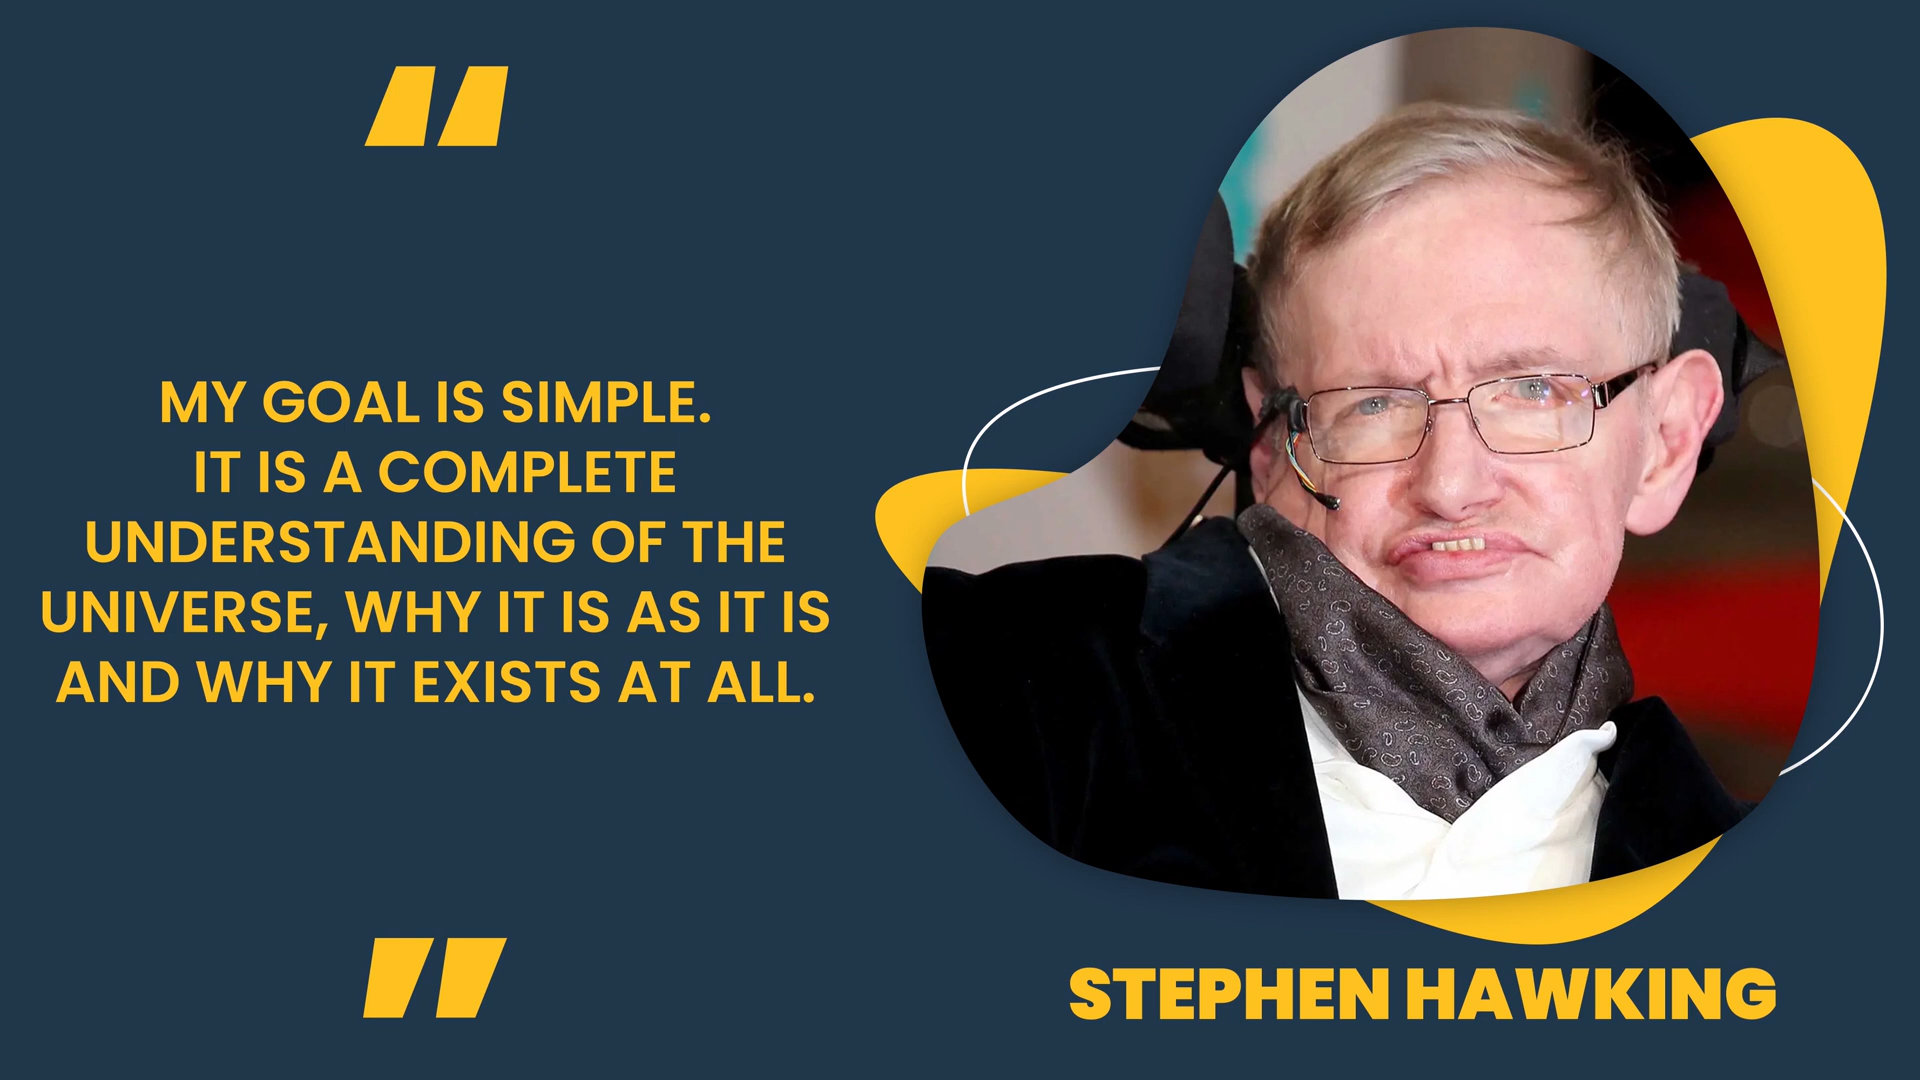 MY GOAL IS SIMPLE.
IT IS A COMPLETE
UNDERSTANDING OF THE
UNIVERSE, WHY IT IS AS IT IS
AND WHY IT EXISTS AT ALL.
STEPHEN HAWKING